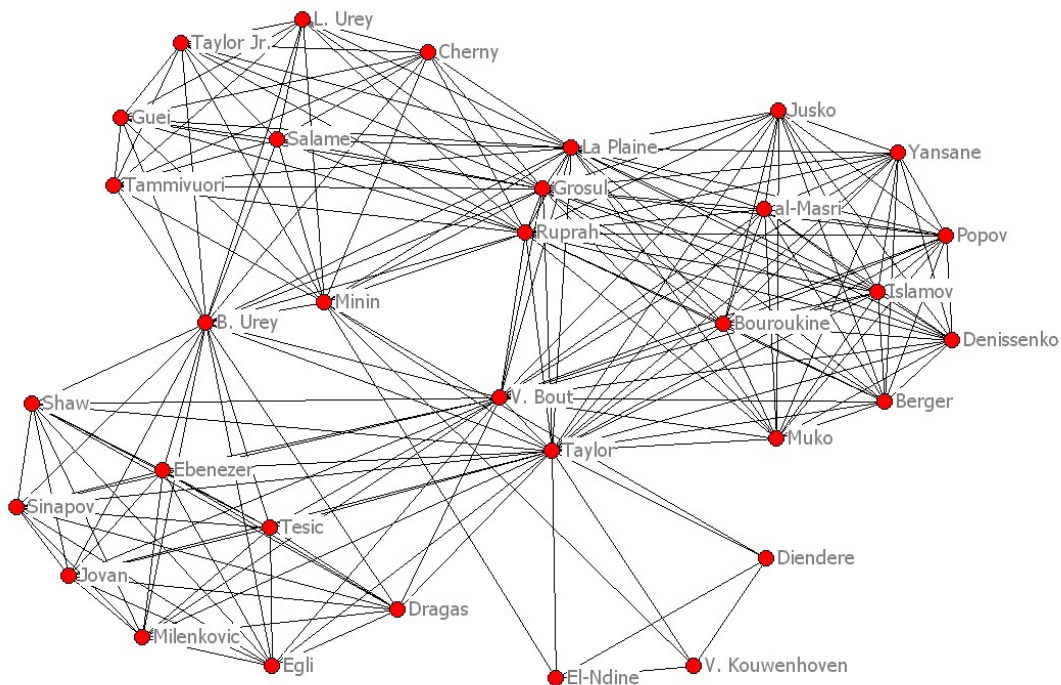 L. Urey
Taylor Jr.
Cherny
Guei
Salame
Jusko
La Plaine
Yansane
Tammivuori
Grosul
al-Masri
Ruprah
Popov
Islamov
Minin
B. Urey
Bouroukine
Denissenko
V. Bout
Shaw
Berger
Muko
Taylor
Ebenezer
Sinapov
Tesic
Diendere
Jovan
Dragas
Milenkovic
Egli
V. Kouwenhoven
El-Ndine